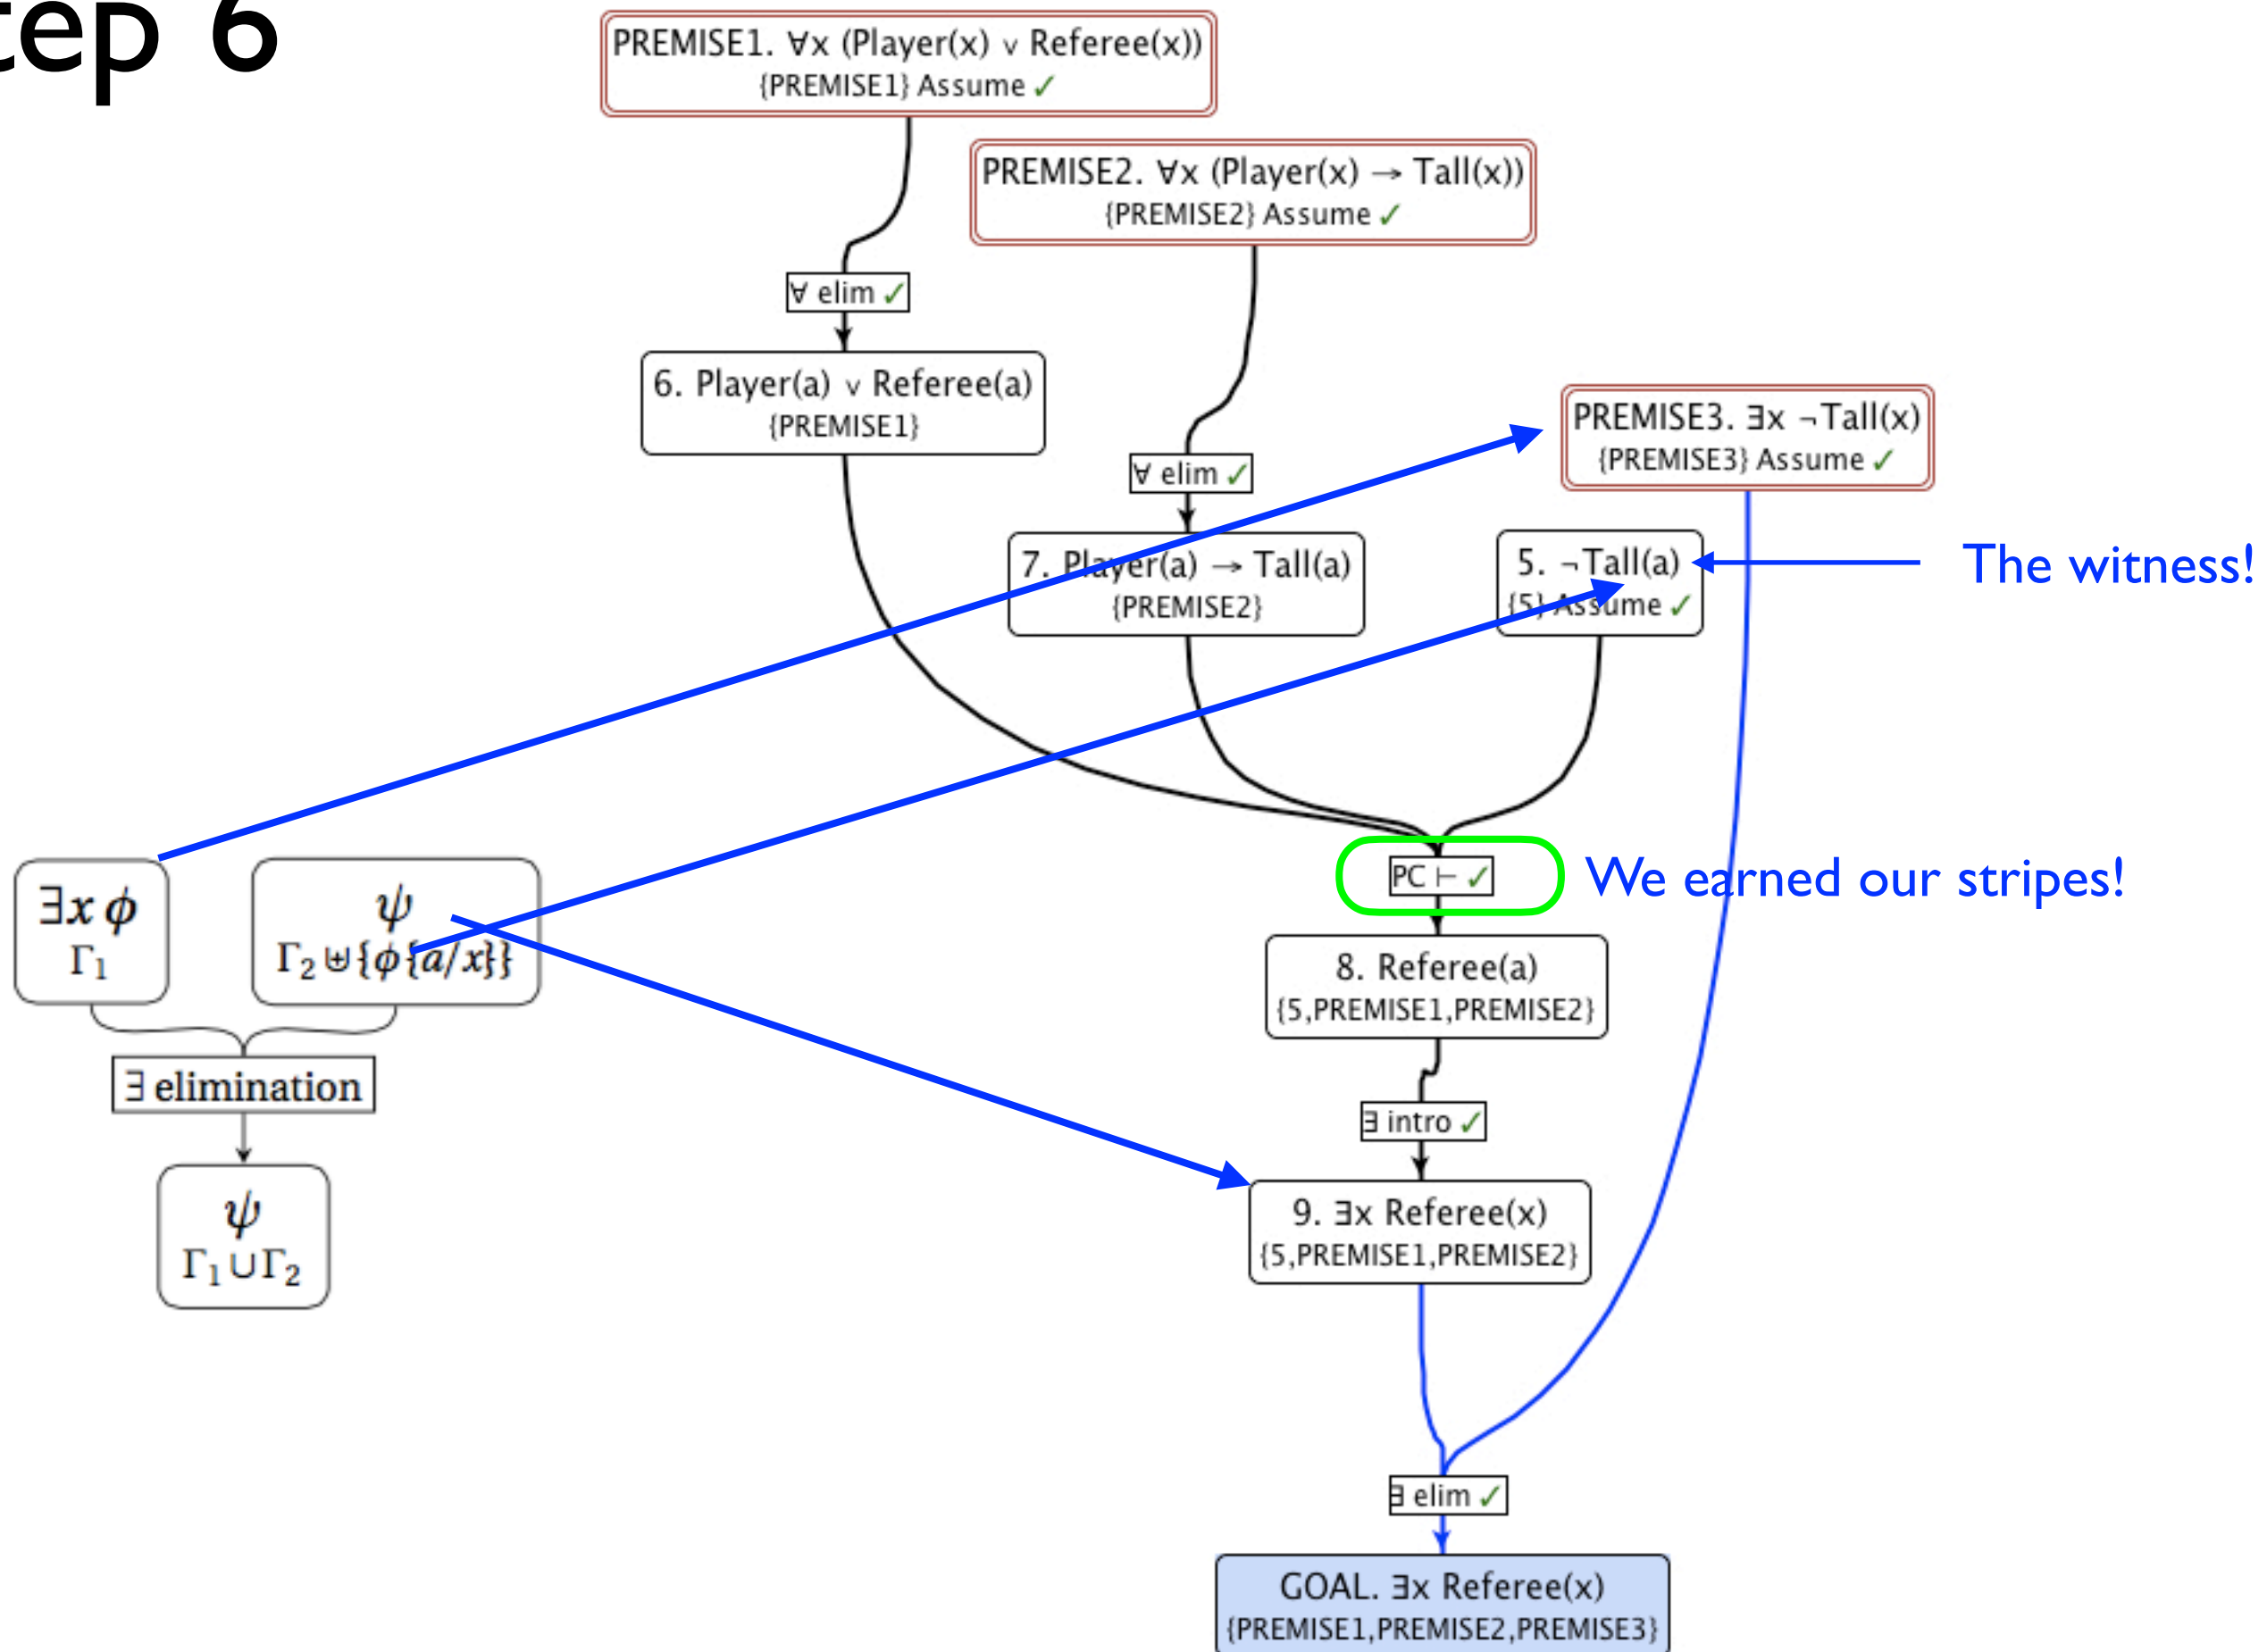 tep 6
PREMISE1. ∀x (Player(x) ∨ Referee(x))
{PREMISE1} Assume ✓
PREMISE2. ∀x (Player(x) → Tall(x))
{PREMISE2} Assume ✓
∀ elim ✓
6. Player(a) ∨ Referee(a)
{PREMISE1}
PREMISE3. ∃x ¬Tall(x)
{PREMISE3} Assume ✓
∀ elim ✓
7. Player(a) → Tall(a)
{PREMISE2}
5. ¬Tall(a)
{5} Assume ✓
The witness!
PC ⊢ ✓
We earned our stripes!
∃x ϕ
Γ1
ψ
Γ2 ⊎{ϕ{a/x}}
8. Referee(a)
{5,PREMISE1,PREMISE2}
∃ elimination
∃ intro ✓
ψ
Γ1∪Γ2
9. ∃x Referee(x)
{5,PREMISE1,PREMISE2}
∃ elim ✓
GOAL. ∃x Referee(x)
{PREMISE1,PREMISE2,PREMISE3}